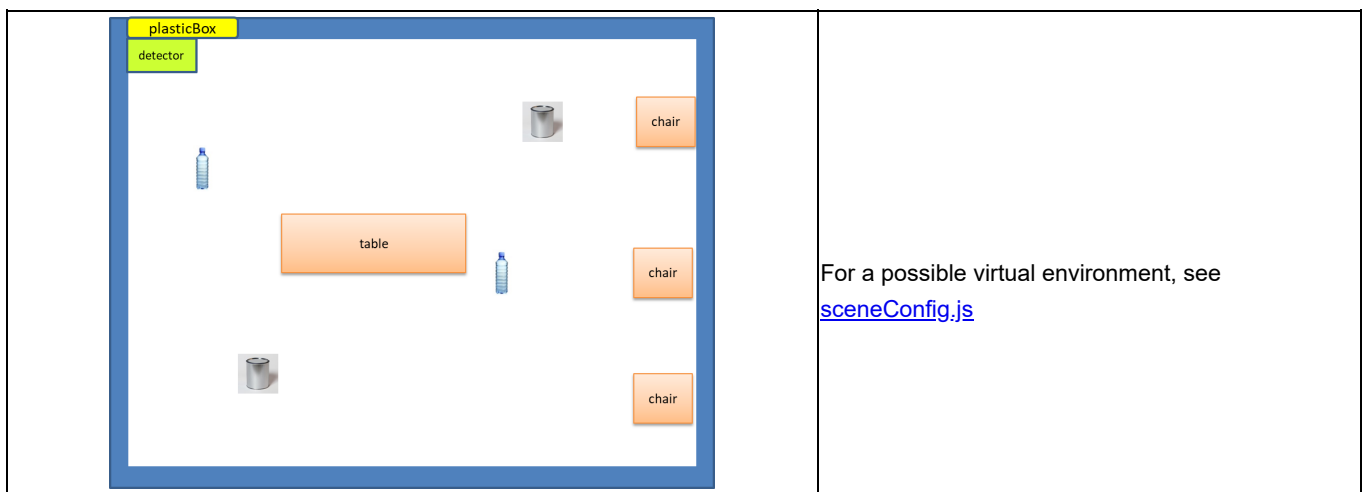 plasticBox
detector
chair
table
chair
chair
For a possible virtual environment, see
sceneConfig.js